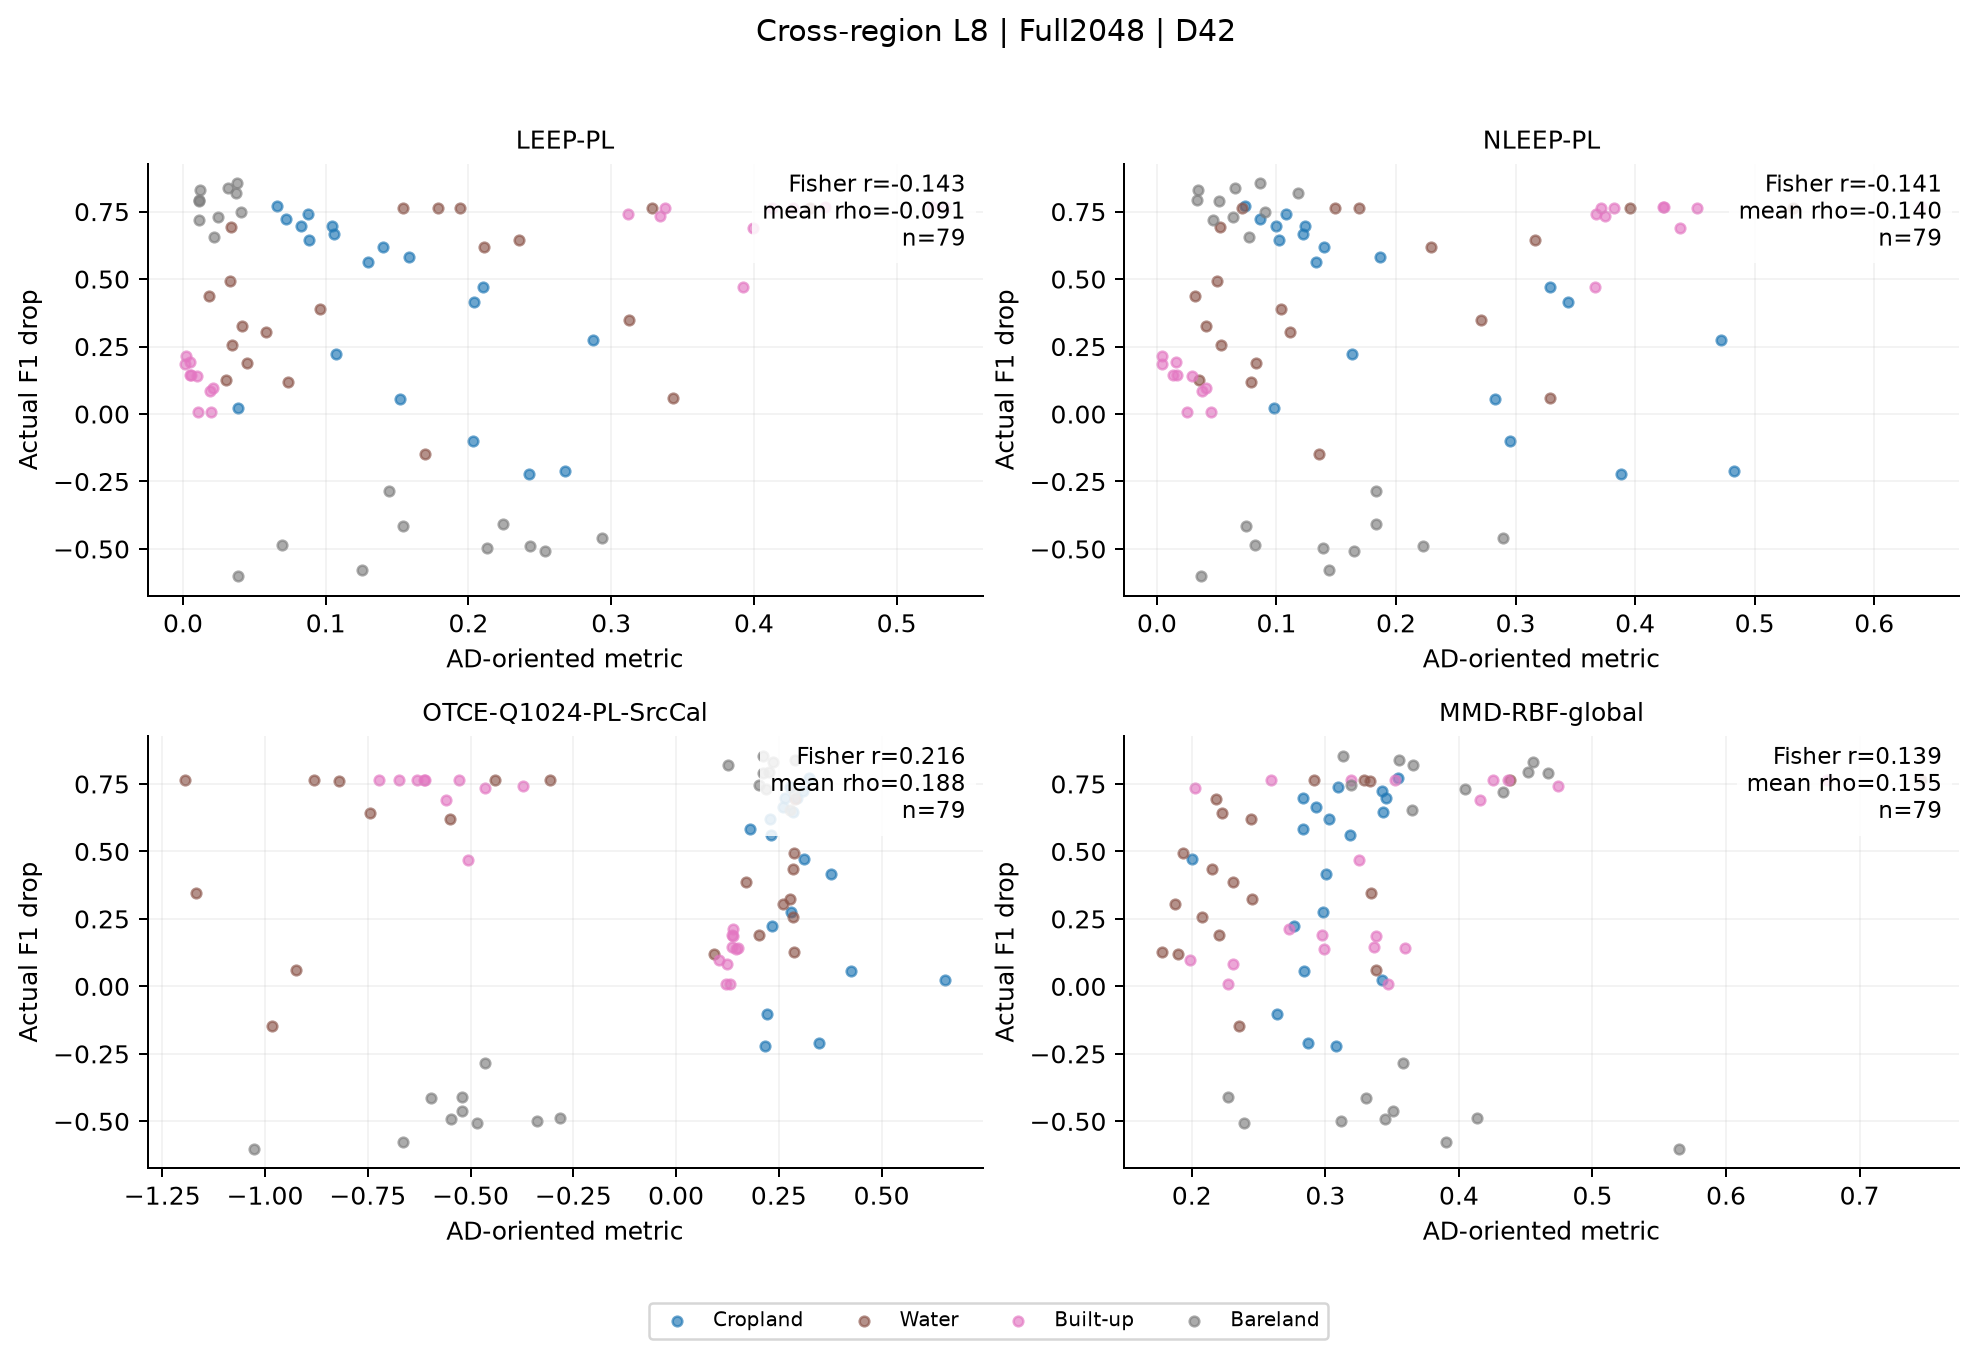 Cross-region L8 | Full2048 | D42
LEEP-PL
Fisher r=-0.143
mean rho=-0.091
n=79
Actual F1 drop
0.75
0.50
0.25
0.00
−0.25
−0.50
0.0 0.1 0.2 0.3 0.4 0.5
AD-oriented metric
NLEEP-PL
Fisher r=-0.141
mean rho=-0.140
n=79
Actual F1 drop
0.75
0.50
0.25
0.00
−0.25
−0.50
0.0 0.1 0.2 0.3 0.4 0.5 0.6
AD-oriented metric
OTCE-Q1024-PL-SrcCal
Fisher r=0.216
mean rho=0.188
n=79
Actual F1 drop
0.75
0.50
0.25
0.00
−0.25
−0.50
−1.25 −1.00 −0.75 −0.50 −0.25 0.00 0.25 0.50
AD-oriented metric
MMD-RBF-global
Fisher r=0.139
mean rho=0.155
n=79
Actual F1 drop
0.75
0.50
0.25
0.00
−0.25
−0.50
0.2 0.3 0.4 0.5 0.6 0.7
AD-oriented metric
Cropland Water Built-up Bareland